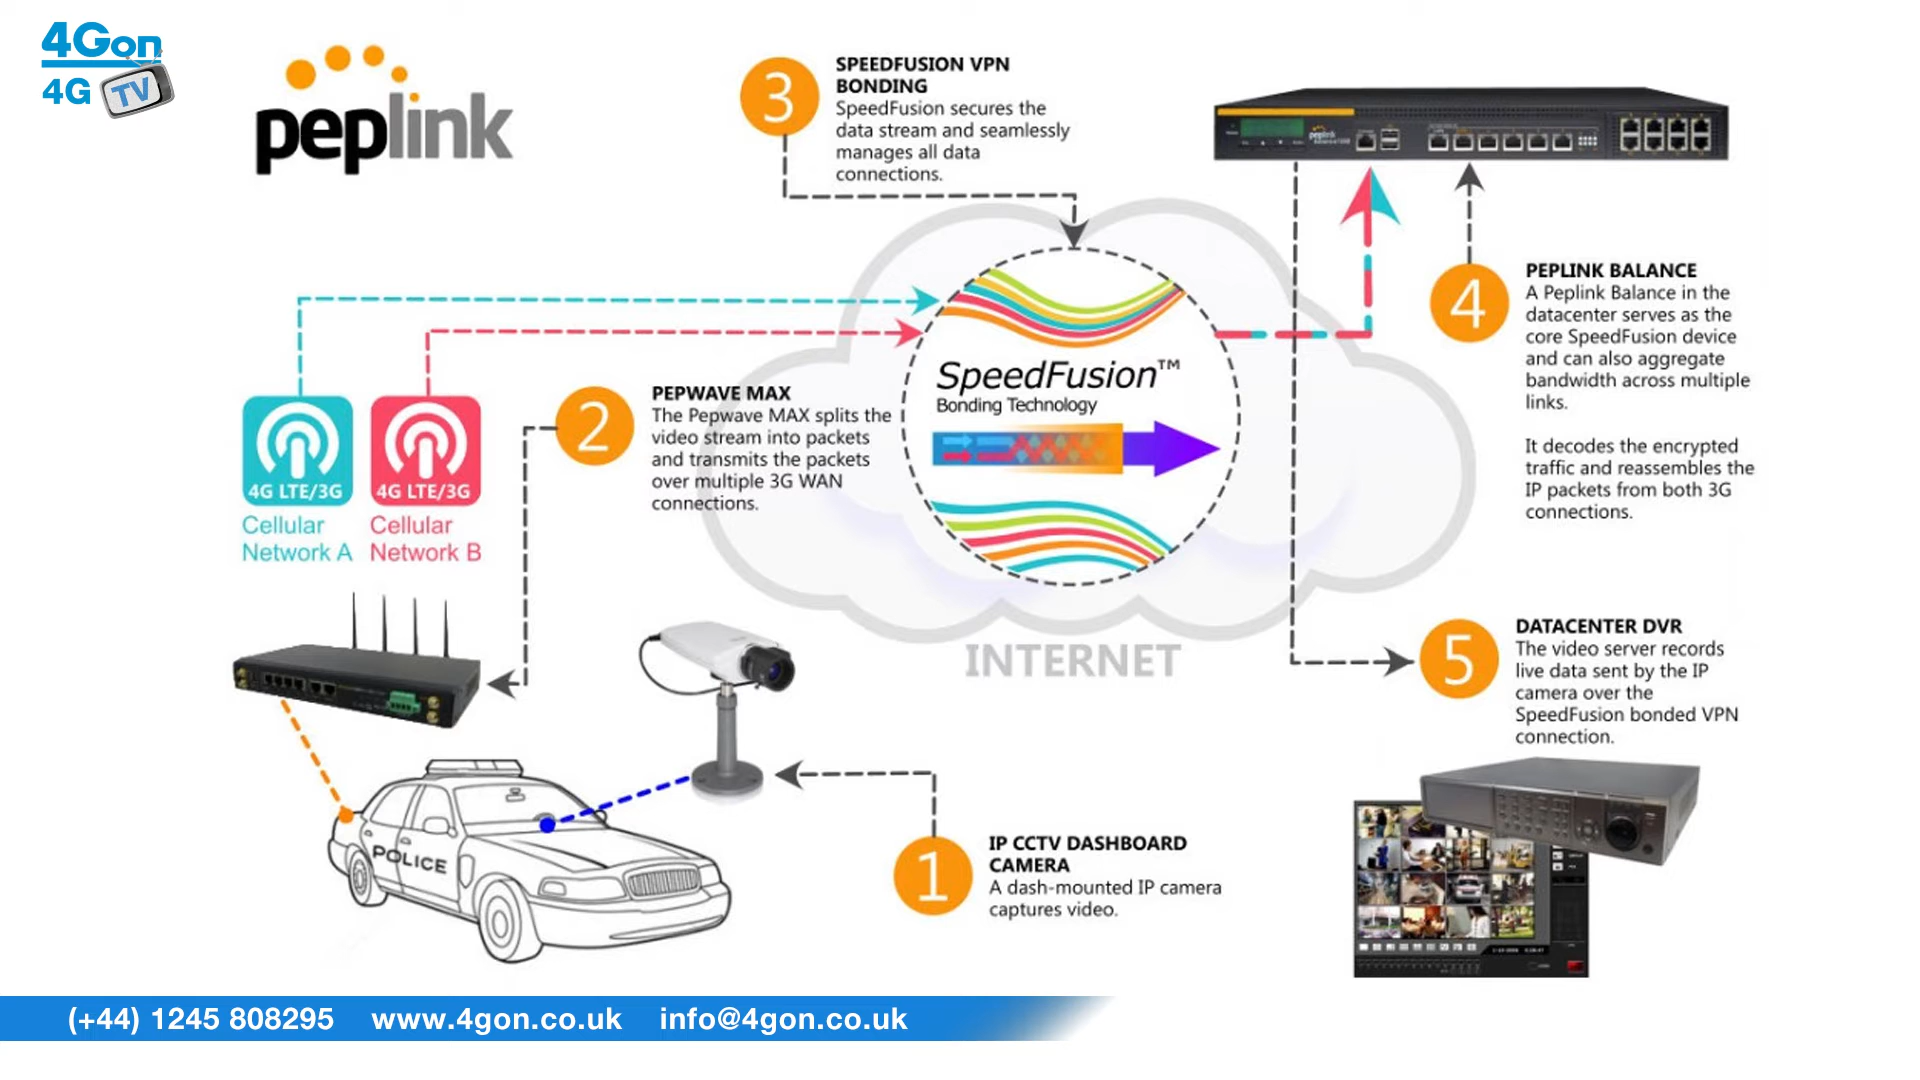 4Gon
4G TV
peplink
3
SPEEDFUSION VPN
BONDING
SpeedFusion secures the
data stream and seamlessly
manages all data
connections.
peplink
4
PEPLINK BALANCE
A Peplink Balance in the
datacenter serves as the
core SpeedFusion device
and can also aggregate
bandwidth across multiple
links.
It decodes the encrypted
traffic and reassembles the
IP packets from both 3G
connections.
SpeedFusion™
Bonding Technology
INTERNET
4G LTE/3G
Cellular
Network A
4G LTE/3G
Cellular
Network B
2
PEPWAVE MAX
The Pepwave MAX splits the
video stream into packets
and transmits the packets
over multiple 3G WAN
connections.
5
DATACENTER DVR
The video server records
live data sent by the IP
camera over the
SpeedFusion bonded VPN
connection.
POLICE
1
IP CCTV DASHBOARD
CAMERA
A dash-mounted IP camera
captures video.
(+44) 1245 808295 www.4gon.co.uk info@4gon.co.uk